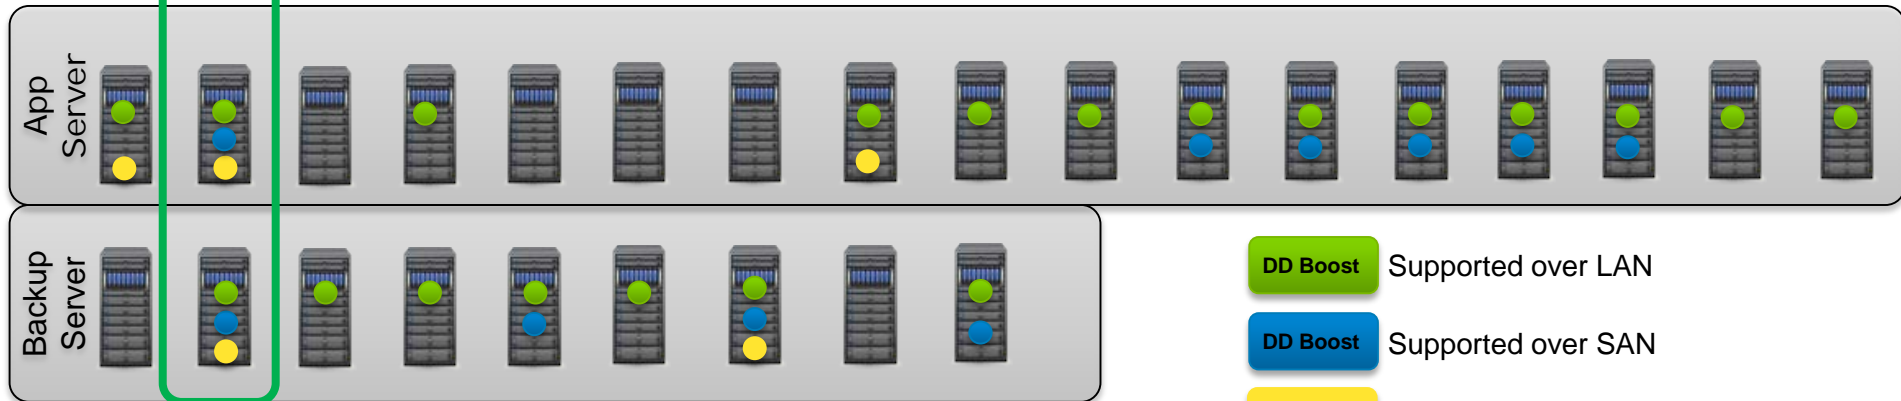 App
Server
Backup
Server
DD Boost Supported over LAN
DD Boost Supported over SAN